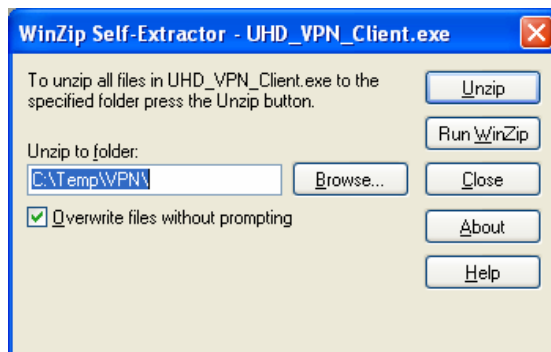 WinZip Self-Extractor - UHD_VPN_Client.exe
To unzip all files in UHD_VPN_Client.exe to the
specified folder press the Unzip button.
Unzip to folder:
C:\Temp\VPN\
Browse...
Overwrite files without prompting
Unzip
Run WinZip
Close
About
Help